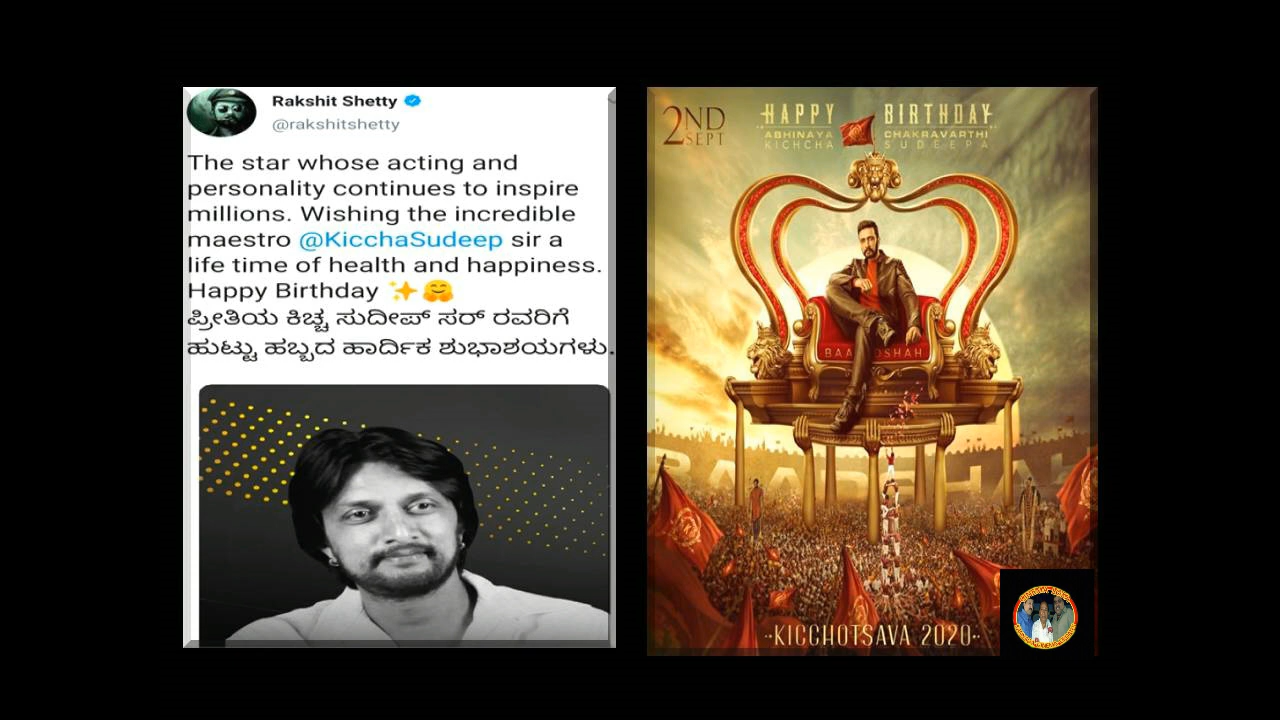 Rakshit Shetty
@rakshitshetty
The star whose acting and
personality continues to inspire
millions. Wishing the incredible
maestro @KicchaSudeep sir a
life time of health and happiness.
Happy Birthday ✨🤗
ಪ್ರೀತಿಯ ಕಿಚ್ಚ ಸುದೀಪ್ ಸರ್ ರವರಿಗೆ
ಹುಟ್ಟು ಹಬ್ಬದ ಹಾರ್ದಿಕ ಶುಭಾಶಯಗಳು.
2ND
SEPT
HAPPY BIRTHDAY
ABHINAYA CHAKRAVARTHI
KICHCHA SUDEEPA
BAADSHAH
BAADSHAH
KICCHOTSAVA 2020